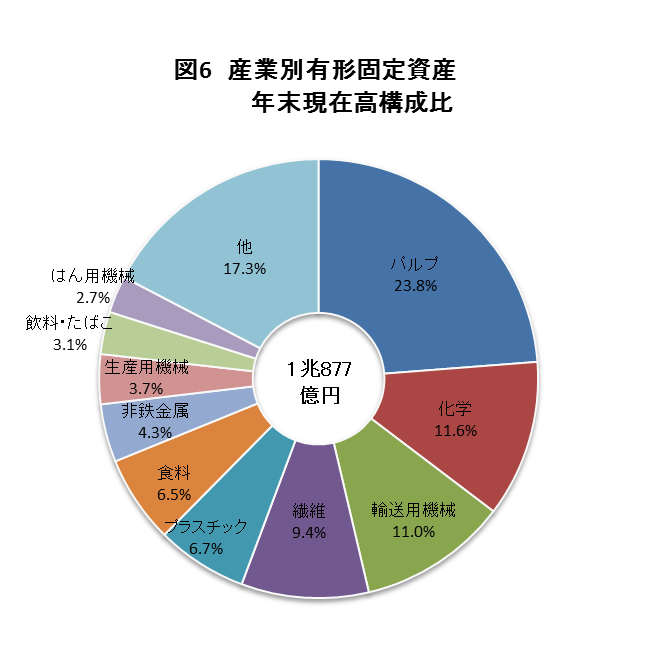 図6 産業別有形固定資産
年末現在高構成比
パルプ
23.8%
化学
11.6%
輸送用機械
11.0%
繊維
9.4%
プラスチック
6.7%
食料
6.5%
非鉄金属
4.3%
生産用機械
3.7%
飲料・たばこ
3.1%
はん用機械
2.7%
他
17.3%
1兆877
億円